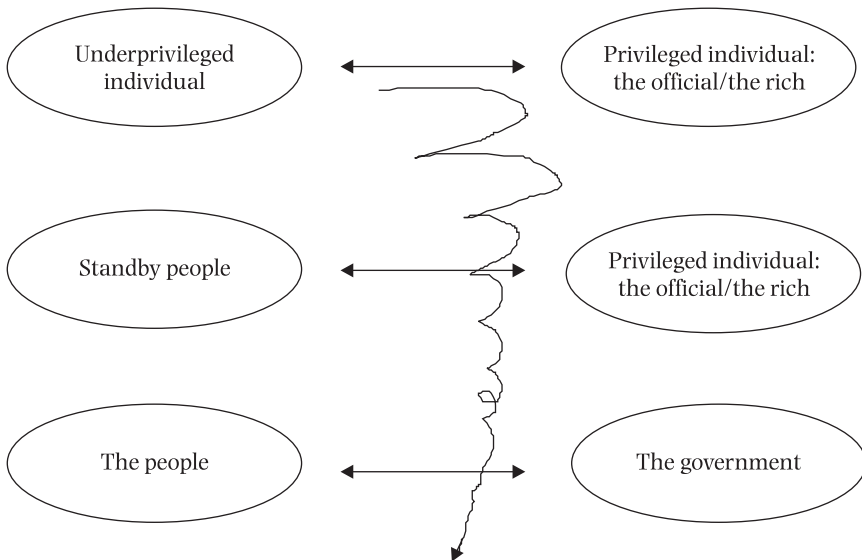 Underprivileged
individual
Privileged individual:
the official/the rich
Standby people
Privileged individual:
the official/the rich
The people
The government